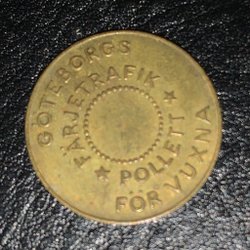 GÖTEBORGS
FÄRJETRAFIK
POLLETT
FÖR VUXNA